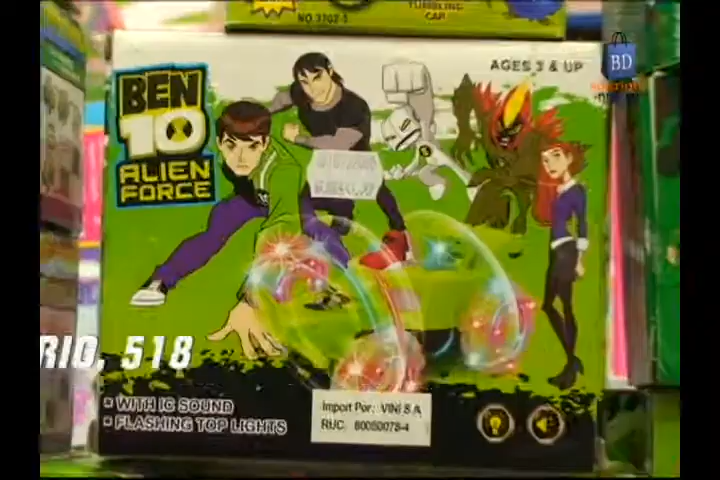 NO.3702-1
TUMBLING
CAR
AGES 3 & UP
BD
BEN
10
ALIEN
FORCE
RIO, 518
* WITH IC SOUND
* FLASHING TOP LIGHTS
Import Por: VINI S A
RUC 80050078-4